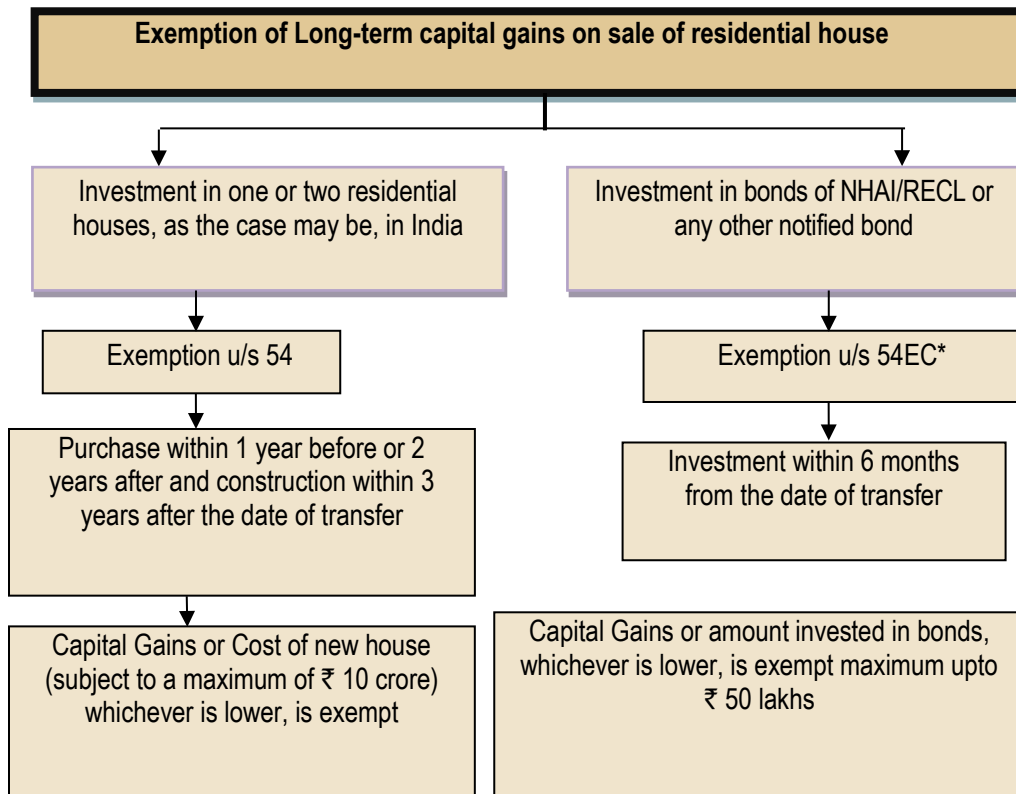 Exemption of Long-term capital gains on sale of residential house
Investment in one or two residential
houses, as the case may be, in India
Exemption u/s 54
Purchase within 1 year before or 2
years after and construction within 3
years after the date of transfer
Capital Gains or Cost of new house
(subject to a maximum of ₹ 10 crore)
whichever is lower, is exempt
Investment in bonds of NHAI/RECL or
any other notified bond
Exemption u/s 54EC*
Investment within 6 months
from the date of transfer
Capital Gains or amount invested in bonds,
whichever is lower, is exempt maximum upto
₹ 50 lakhs